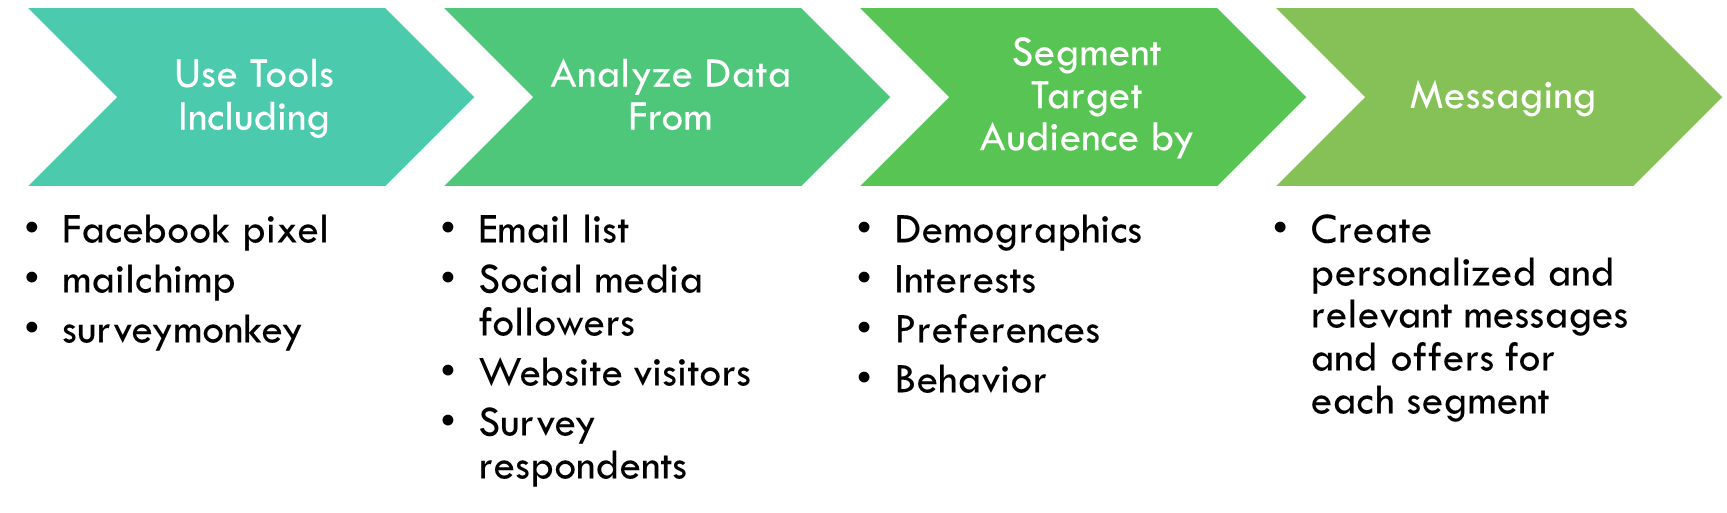 Use Tools
Including
Analyze Data
From
Segment
Target
Audience by
Messaging
• Facebook pixel
• mailchimp
• surveymonkey
• Email list
• Social media
followers
• Website visitors
• Survey
respondents
• Demographics
• Interests
• Preferences
• Behavior
• Create
personalized and
relevant messages
and offers for
each segment